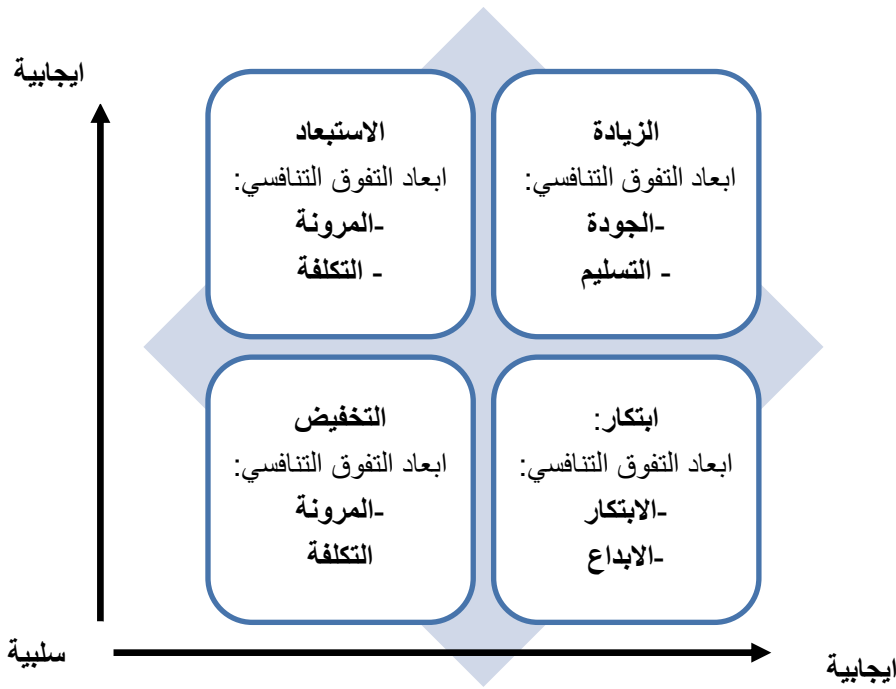 ايجابية
الزيادة
ابعاد التفوق التنافسي:
-الجودة
- التسليم
الاستبعاد
ابعاد التفوق التنافسي:
-المرونة
- التكلفة
ابتكار:
ابعاد التفوق التنافسي:
-الابتكار
-الابداع
التخفيض
ابعاد التفوق التنافسي:
-المرونة
التكلفة
سلبية
ايجابية